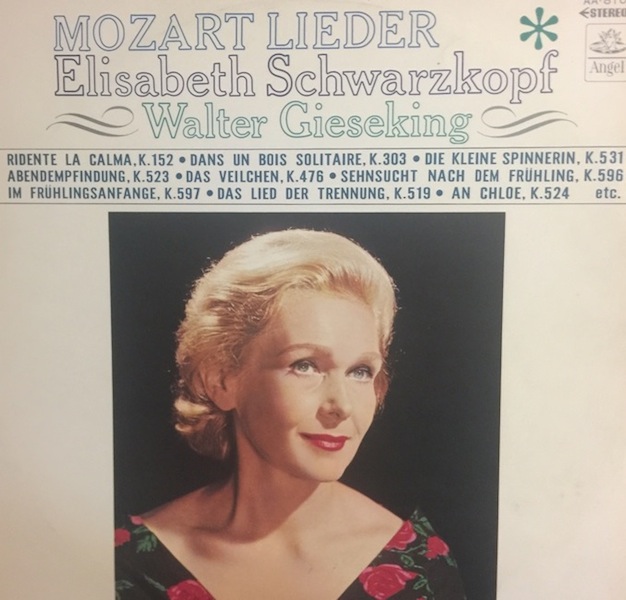 MOZART LIEDER
Elisabeth Schwarzkopf
Walter Gieseking
STEREO
Angel
RIDENTE LA CALMA, K.152 • DANS UN BOIS SOLITAIRE, K.303 • DIE KLEINE SPINNERIN, K.531
ABENDEMPFINDUNG, K.523 • DAS VEILCHEN, K.476 • SEHNSUCHT NACH DEM FRÜHLING, K.596
IM FRÜHLINGSANFANGE, K.597 • DAS LIED DER TRENNUNG, K.519 • AN CHLOE, K.524 etc.